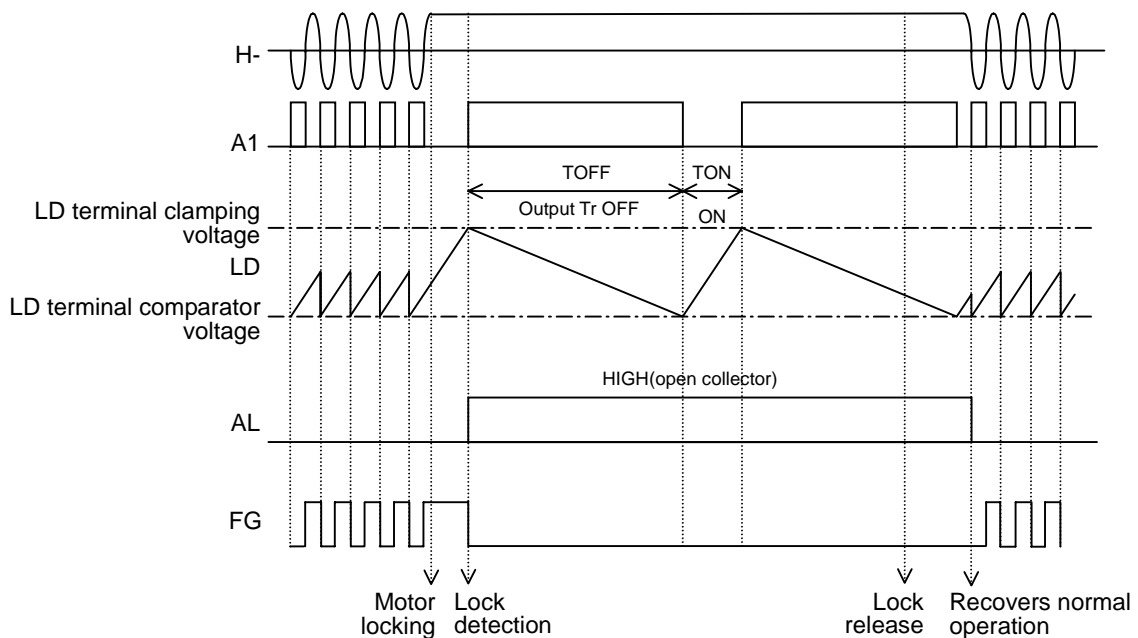 H-
A1
TOFF
TON
LD terminal clamping
voltage
Output Tr OFF
ON
LD
LD terminal comparator
voltage
HIGH(open collector)
AL
FG
Motor
locking
Lock
detection
Lock
release
Recovers normal
operation